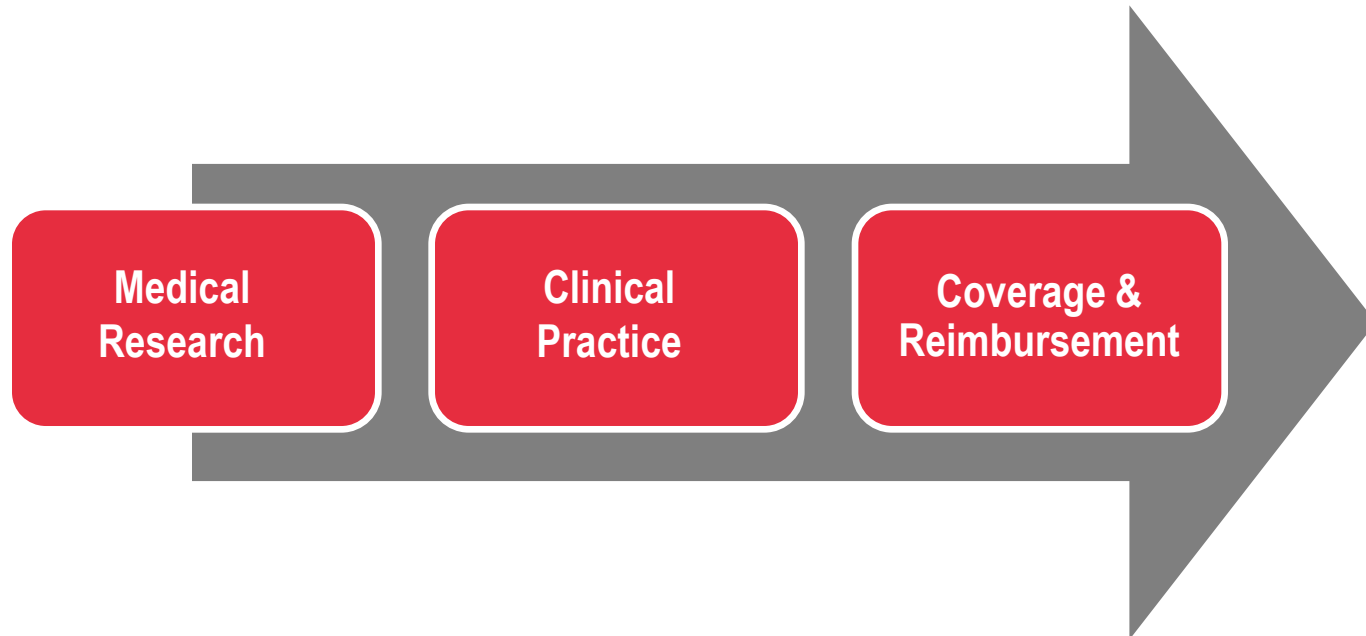 Medical
Research
Clinical
Practice
Coverage &
Reimbursement